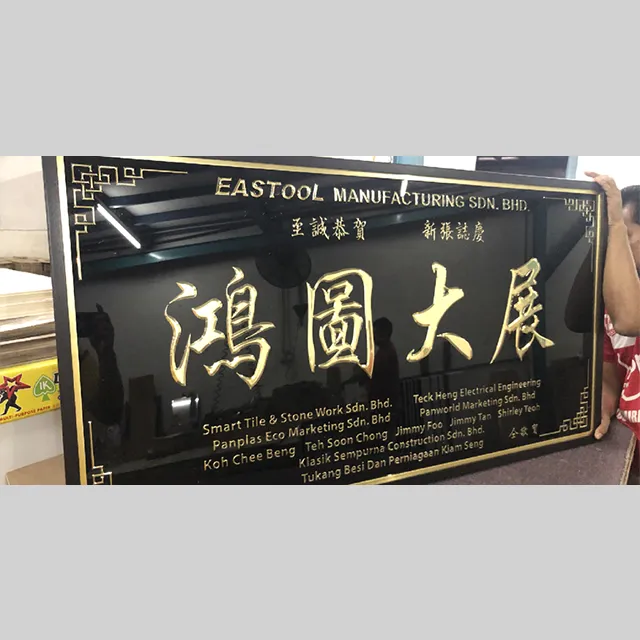 EASTOOL MANUFACTURING SDN. BHD.
至誠恭賀 新張誌慶
鴻圖大展
Smart Tile & Stone Work Sdn. Bhd. Teck Heng Electrical Engineering
Panplas Eco Marketing Sdn. Bhd Panworld Marketing Sdn. Bhd
Koh Chee Beng Teh Soon Chong Jimmy Foo Jimmy Tan Shirley Teoh
Klasik Sempurna Construction Sdn. Bhd.
Tukang Besi Dan Perniagaan Kiam Seng
仝敬賀
IK